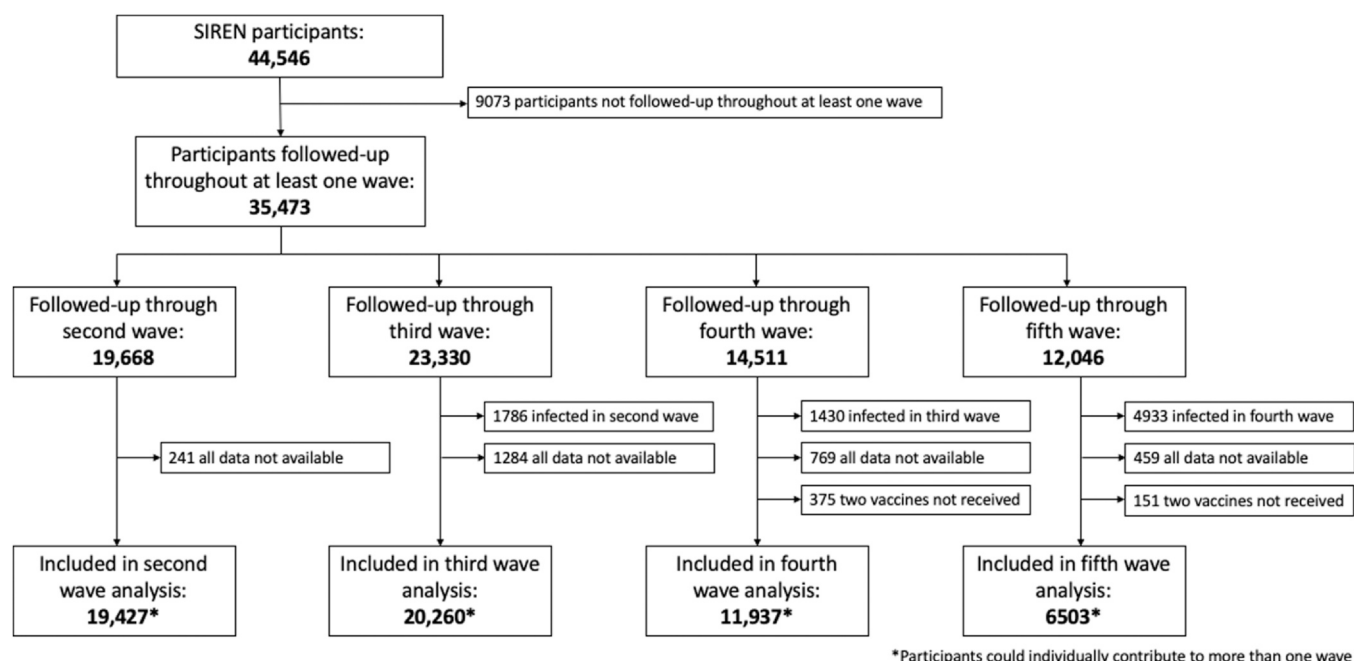 SIREN participants:
44,546
9073 participants not followed-up throughout at least one wave
Participants followed-up
throughout at least one wave:
35,473
Followed-up through
second wave:
19,668
Followed-up through
third wave:
23,330
Followed-up through
fourth wave:
14,511
Followed-up through
fifth wave:
12,046
241 all data not available
1786 infected in second wave
1284 all data not available
1430 infected in third wave
769 all data not available
375 two vaccines not received
4933 infected in fourth wave
459 all data not available
151 two vaccines not received
Included in second
wave analysis:
19,427*
Included in third wave
analysis:
20,260*
Included in fourth
wave analysis:
11,937*
Included in fifth wave
analysis:
6503*
*Participants could individually contribute to more than one wave